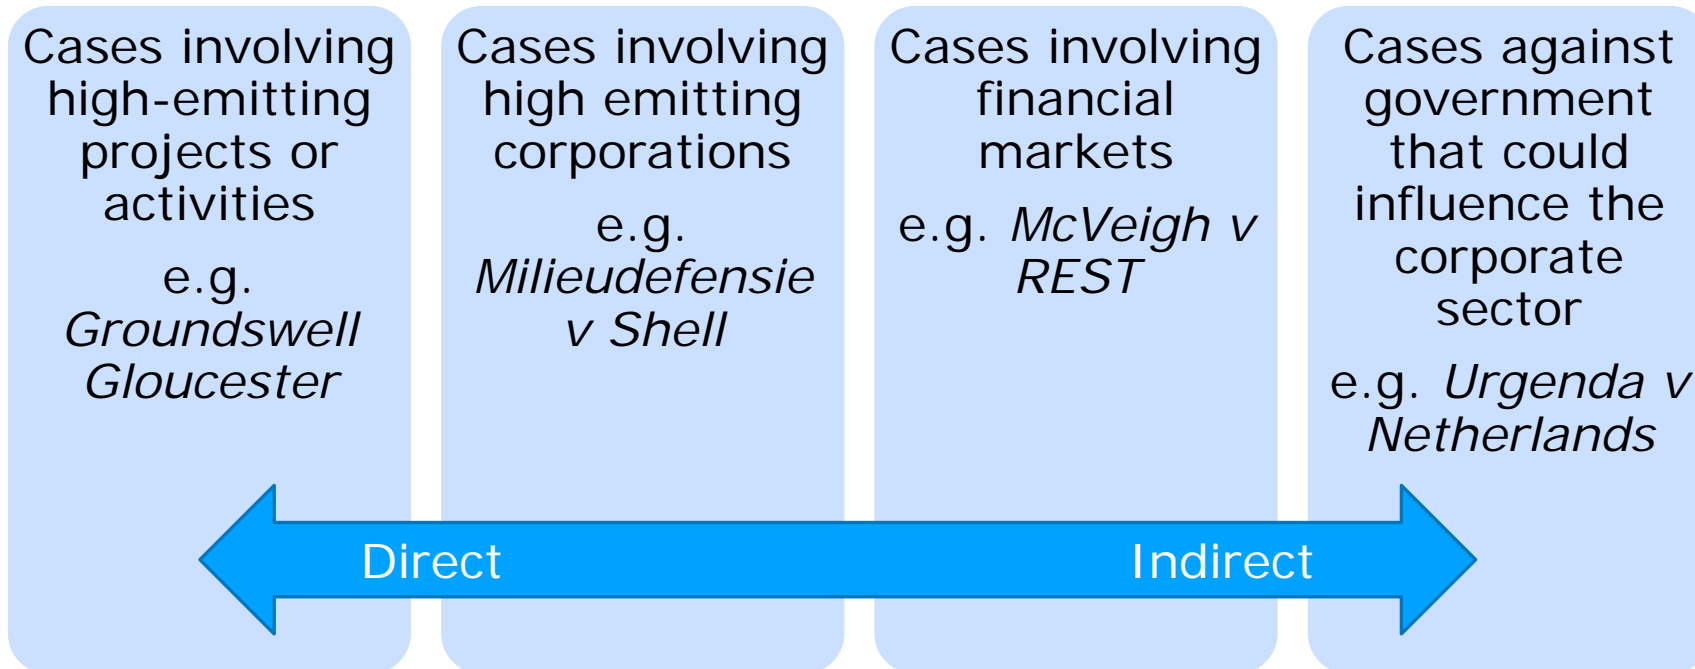 Cases involving
high-emitting
projects or
activities
e.g.
Groundswell
Gloucester
Cases involving
high emitting
corporations
e.g.
Milieudefensie
v Shell
Cases involving
financial
markets
e.g. McVeigh v
REST
Cases against
government
that could
influence the
corporate
sector
e.g. Urgenda v
Netherlands
Direct
Indirect